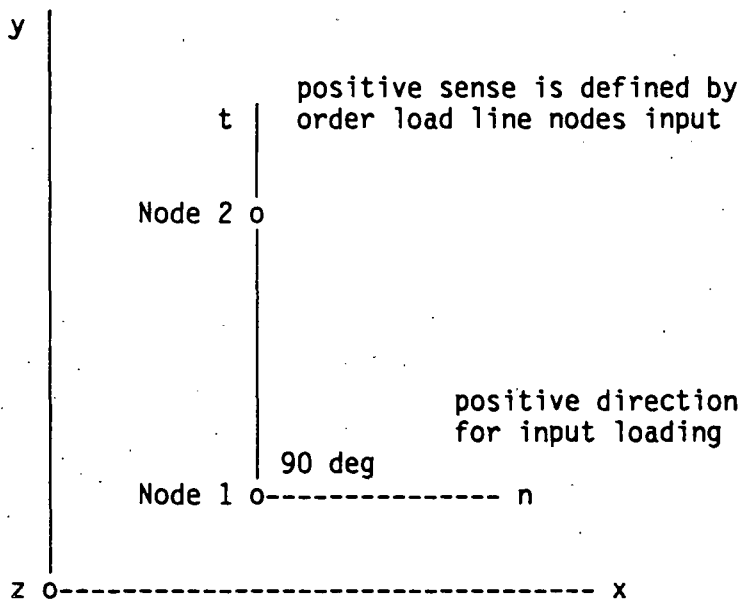 y
positive sense is defined by
t order load line nodes input
Node 2 o
positive direction
for input loading
90 deg
Node 1 o--------------- n
z o----------------------------------- x